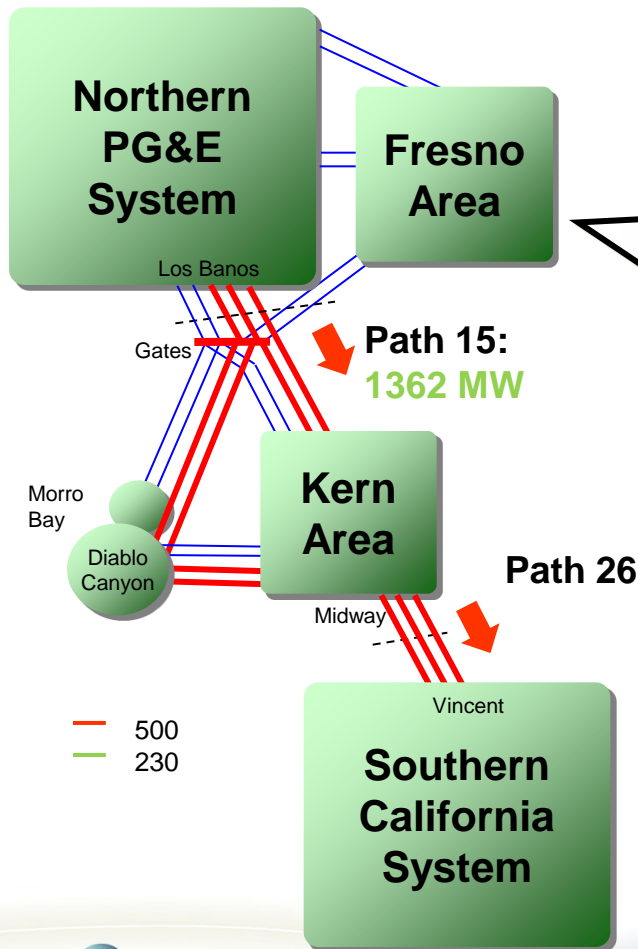 Northern
PG&E
System
Fresno
Area
Los Banos
Gates
Path 15:
1362 MW
Morro
Bay
Diablo
Canyon
Kern
Area
Path 26
Midway
Vincent
500
230
Southern
California
System